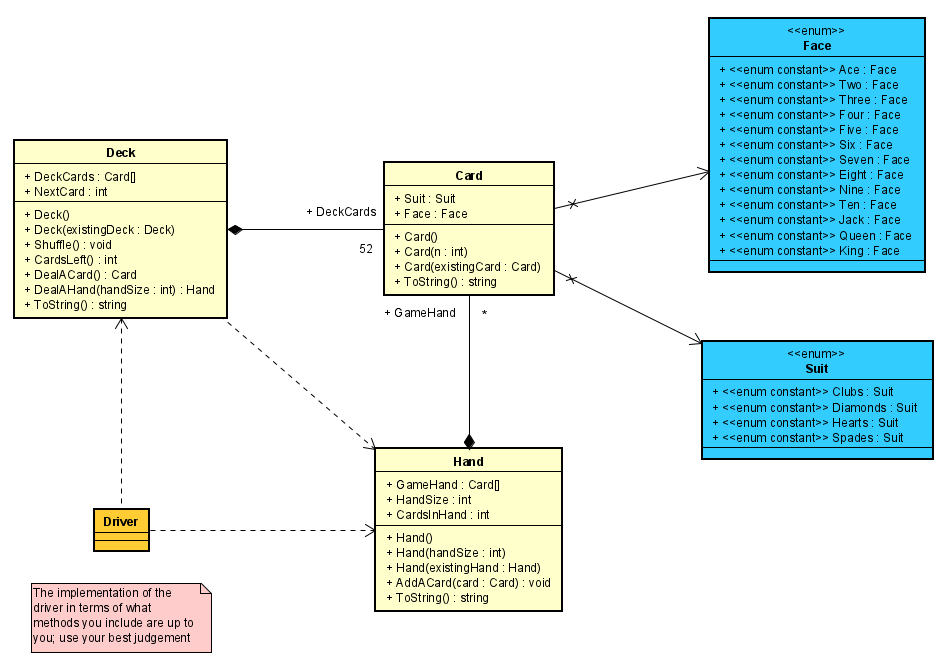 <<enum>>
Face
+ <<enum constant>> Ace : Face
+ <<enum constant>> Two : Face
+ <<enum constant>> Three : Face
+ <<enum constant>> Four : Face
+ <<enum constant>> Five : Face
+ <<enum constant>> Six : Face
+ <<enum constant>> Seven : Face
+ <<enum constant>> Eight : Face
+ <<enum constant>> Nine : Face
+ <<enum constant>> Ten : Face
+ <<enum constant>> Jack : Face
+ <<enum constant>> Queen : Face
+ <<enum constant>> King : Face
Deck
+ DeckCards : Card[]
+ NextCard : int
+ Deck()
+ Deck(existingDeck : Deck)
+ Shuffle() : void
+ CardsLeft() : int
+ DealACard() : Card
+ DealAHand(handSize : int) : Hand
+ ToString() : string
+ DeckCards
52
Card
+ Suit : Suit
+ Face : Face
+ Card()
+ Card(n : int)
+ Card(existingCard : Card)
+ ToString() : string
+ GameHand
*
<<enum>>
Suit
+ <<enum constant>> Clubs : Suit
+ <<enum constant>> Diamonds : Suit
+ <<enum constant>> Hearts : Suit
+ <<enum constant>> Spades : Suit
Hand
+ GameHand : Card[]
+ HandSize : int
+ CardsInHand : int
+ Hand()
+ Hand(handSize : int)
+ Hand(existingHand : Hand)
+ AddACard(card : Card) : void
+ ToString() : string
Driver
The implementation of the
driver in terms of what
methods you include are up to
you; use your best judgement